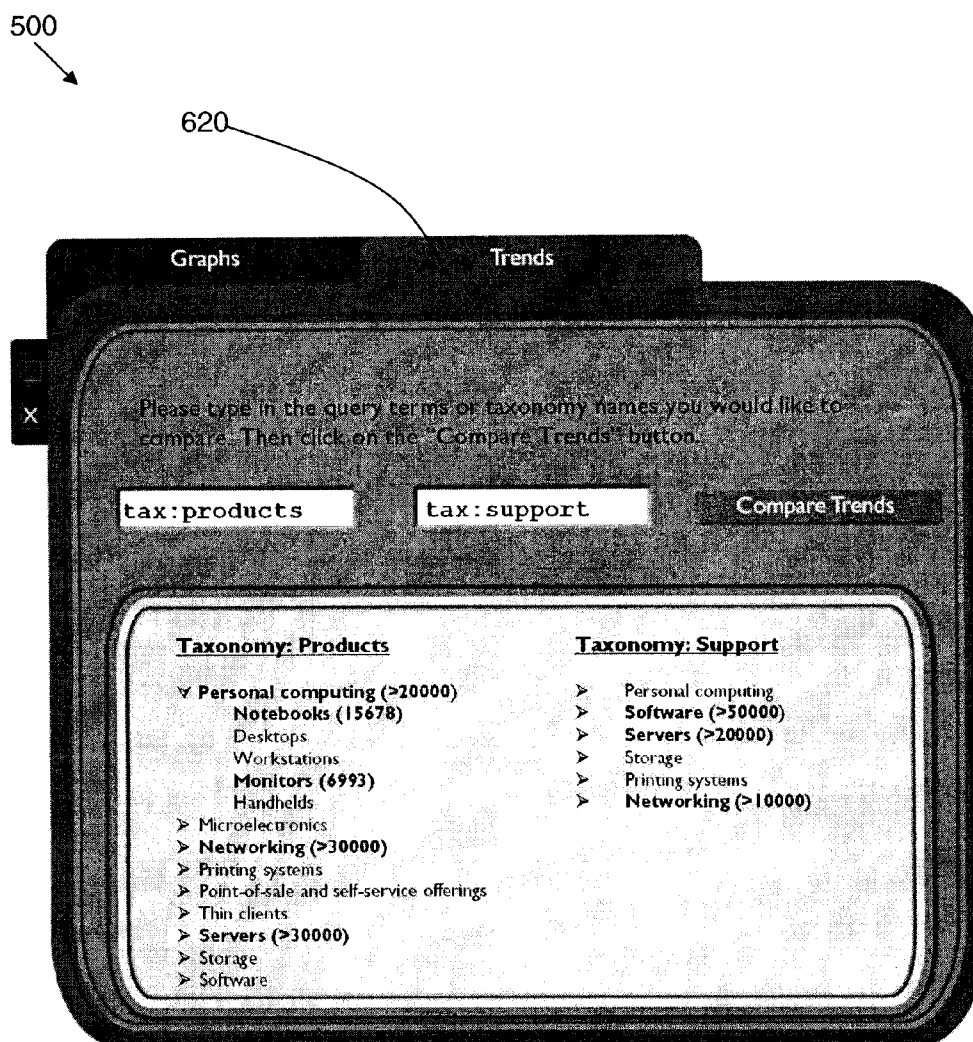 500
620
Graphs Trends
X
Please type in the query terms or taxonomy names you would like to
compare. Then click on the "Compare Trends" button.
tax:products tax:support Compare Trends
Taxonomy: Products
Personal computing (>20000)
Notebooks (15678)
Desktops
Workstations
Monitors (6993)
Handhelds
Microelectronics
Networking (>30000)
Printing systems
Point-of-sale and self-service offerings
Thin clients
Servers (>30000)
Storage
Software
Taxonomy: Support
Personal computing
Software (>50000)
Servers (>20000)
Storage
Printing systems
Networking (>10000)